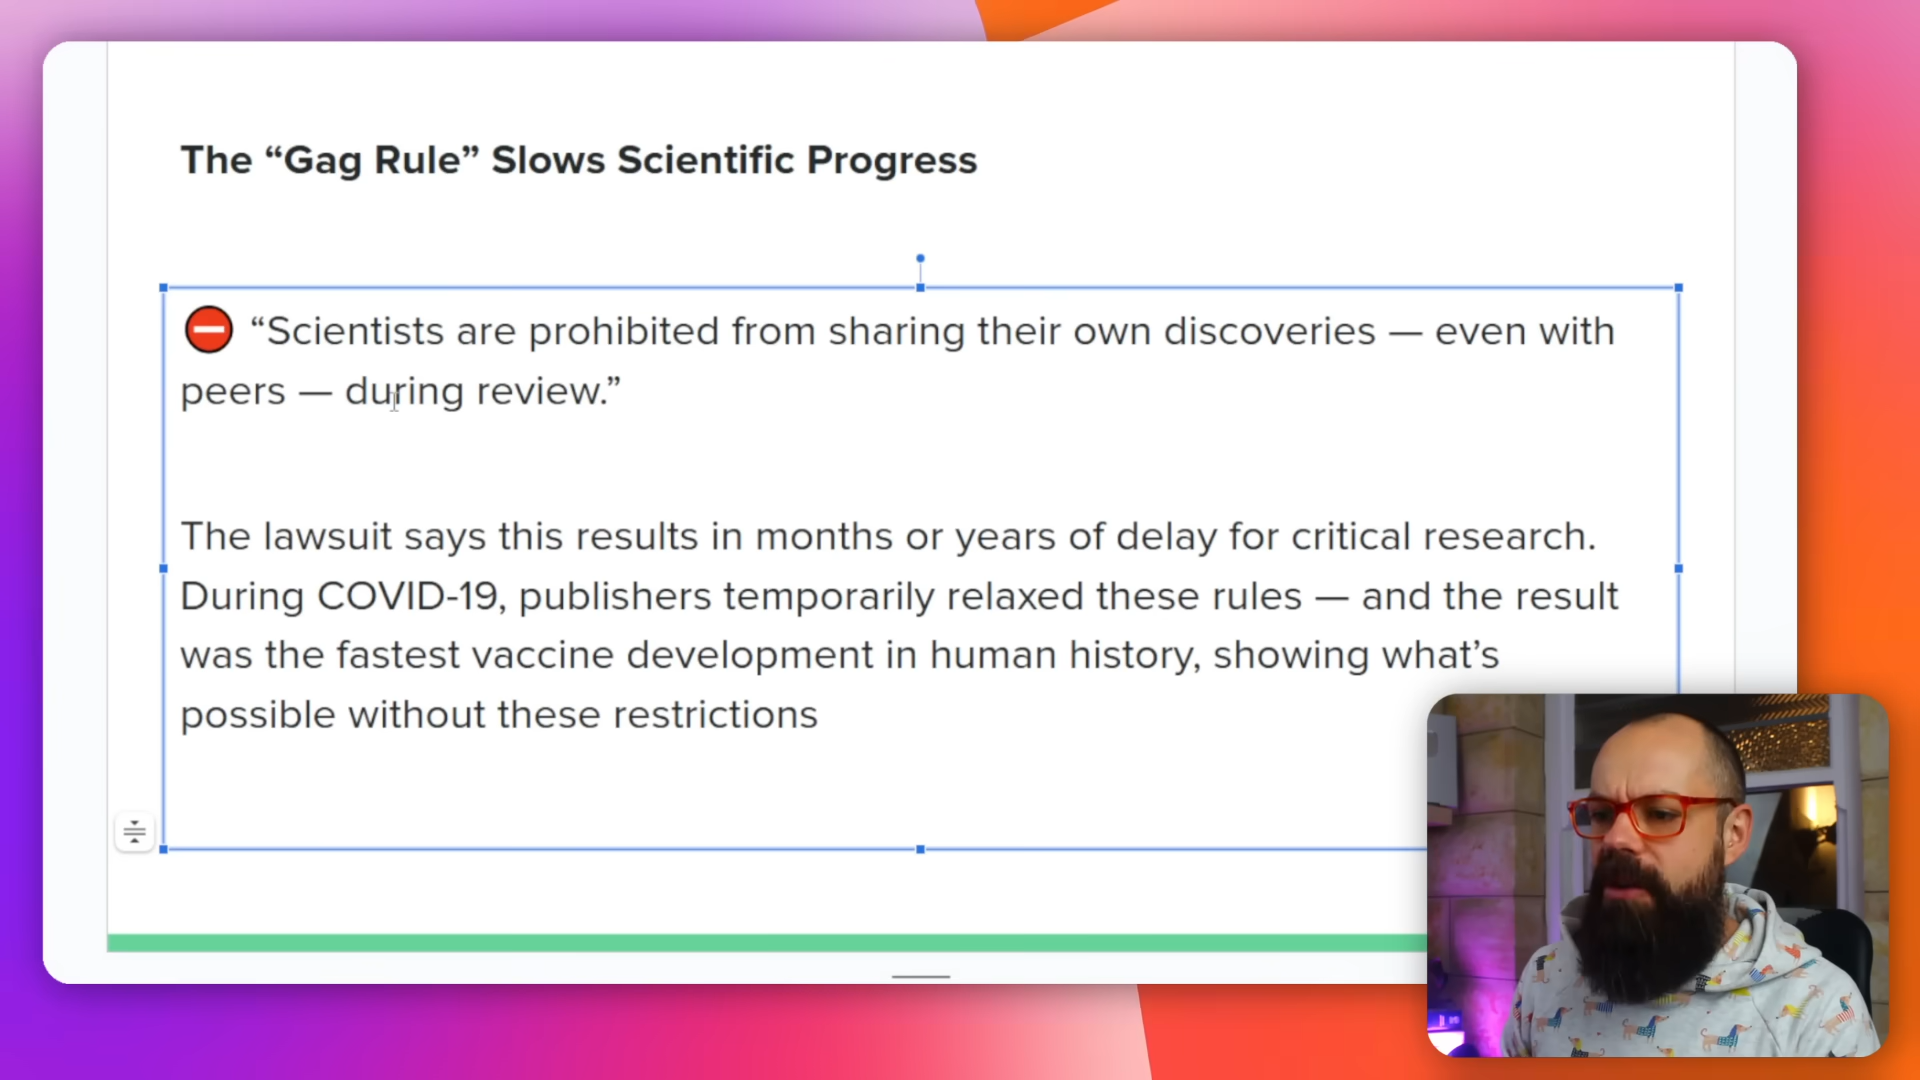 The “Gag Rule” Slows Scientific Progress
“Scientists are prohibited from sharing their own discoveries — even with
peers — during review.”
The lawsuit says this results in months or years of delay for critical research.
During COVID-19, publishers temporarily relaxed these rules — and the result
was the fastest vaccine development in human history, showing what’s
possible without these restrictions